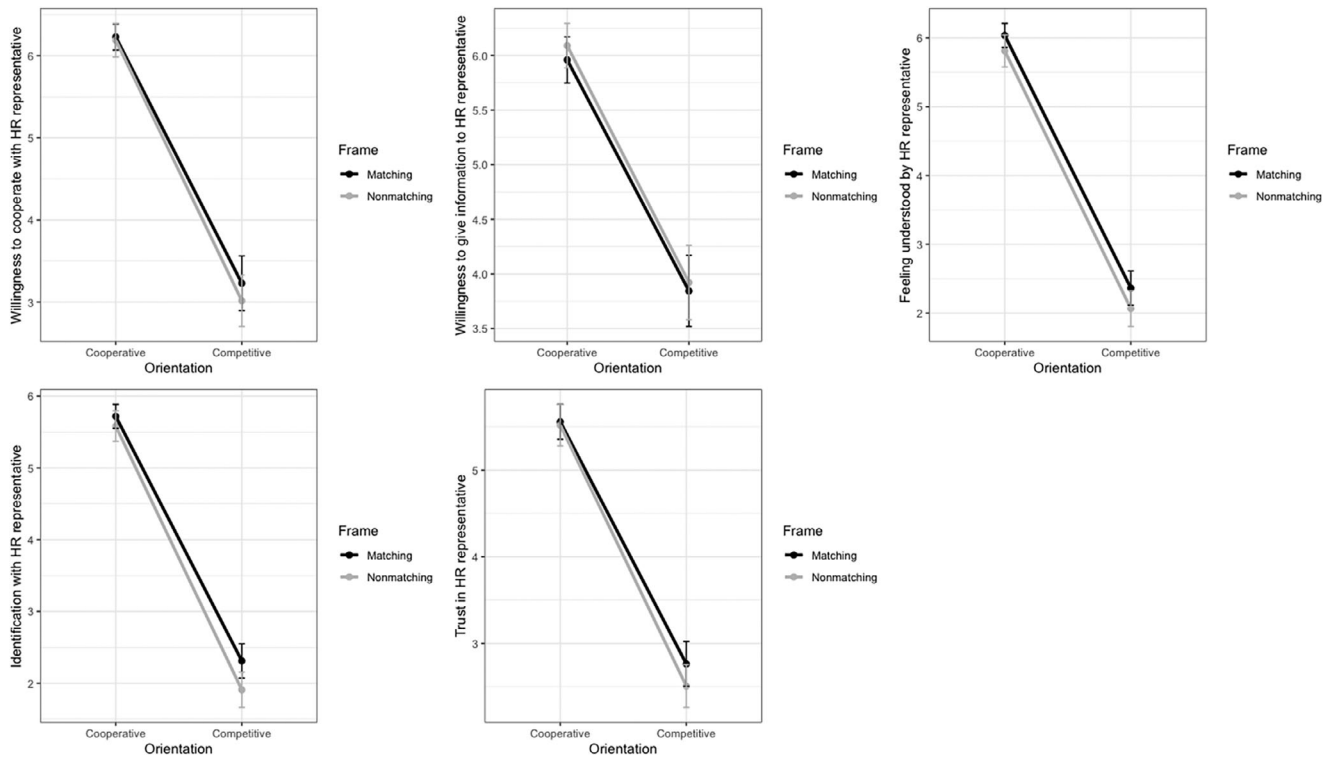 Willingness to cooperate with HR representative
6
5
4
3
Cooperative
Competitive
Orientation
Frame
Matching
Nonmatching
Willingness to give information to HR representative
6.0
5.5
5.0
4.5
4.0
3.5
Cooperative
Competitive
Orientation
Frame
Matching
Nonmatching
Feeling understood by HR representative
6
5
4
3
2
Cooperative
Competitive
Orientation
Frame
Matching
Nonmatching
Identification with HR representative
6
5
4
3
2
Cooperative
Competitive
Orientation
Frame
Matching
Nonmatching
Trust in HR representative
5
4
3
Cooperative
Competitive
Orientation
Frame
Matching
Nonmatching